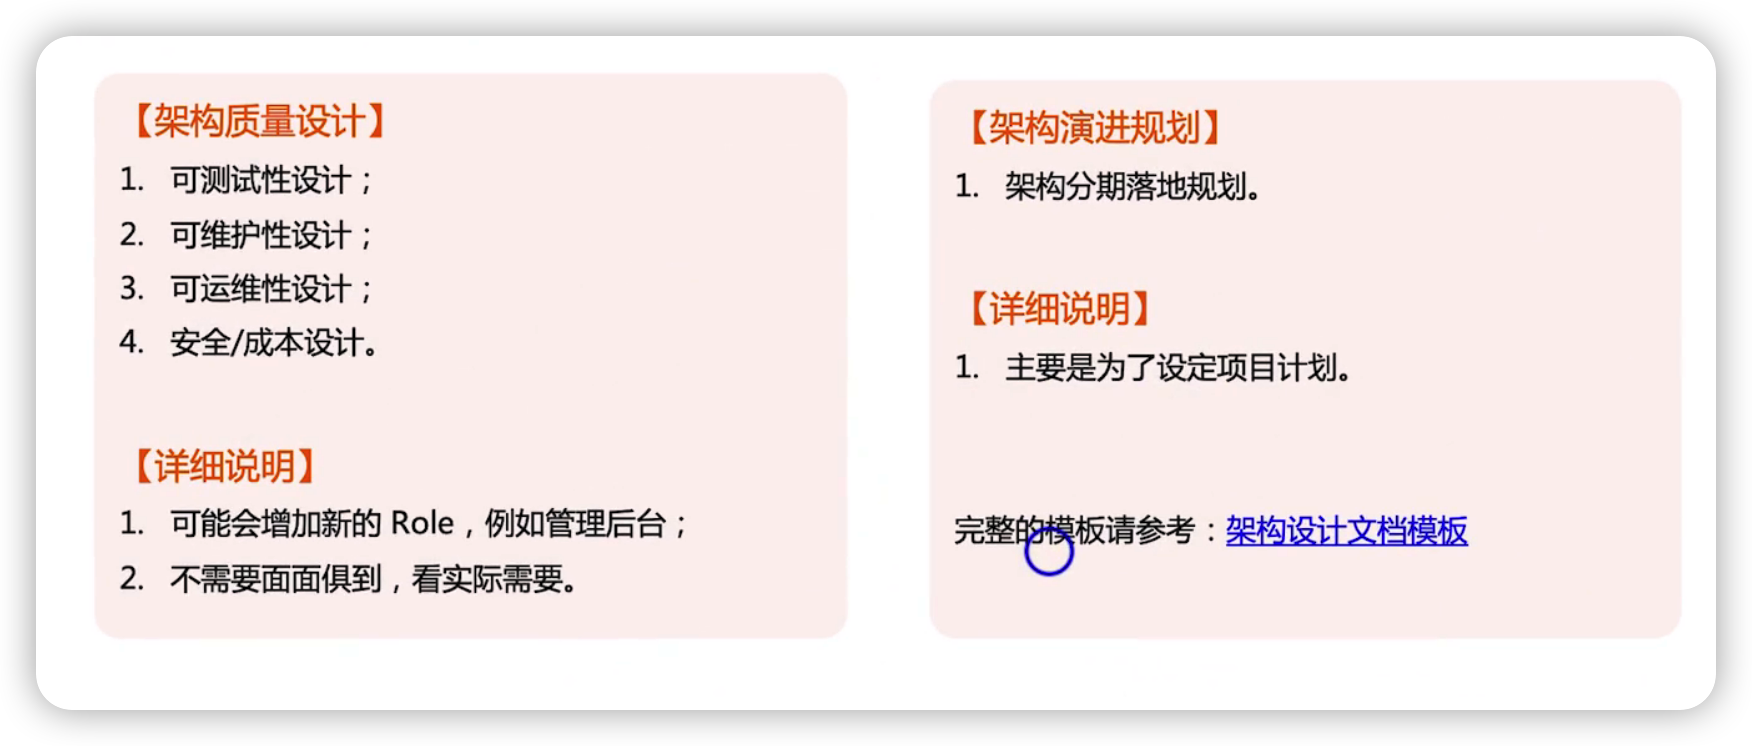 【架构质量设计】
1. 可测试性设计；
2. 可维护性设计；
3. 可运维性设计；
4. 安全/成本设计。
【详细说明】
1. 可能会增加新的 Role，例如管理后台；
2. 不需要面面俱到，看实际需要。
【架构演进规划】
1. 架构分期落地规划。
【详细说明】
1. 主要是为了设定项目计划。
完整的模板请参考：架构设计文档模板